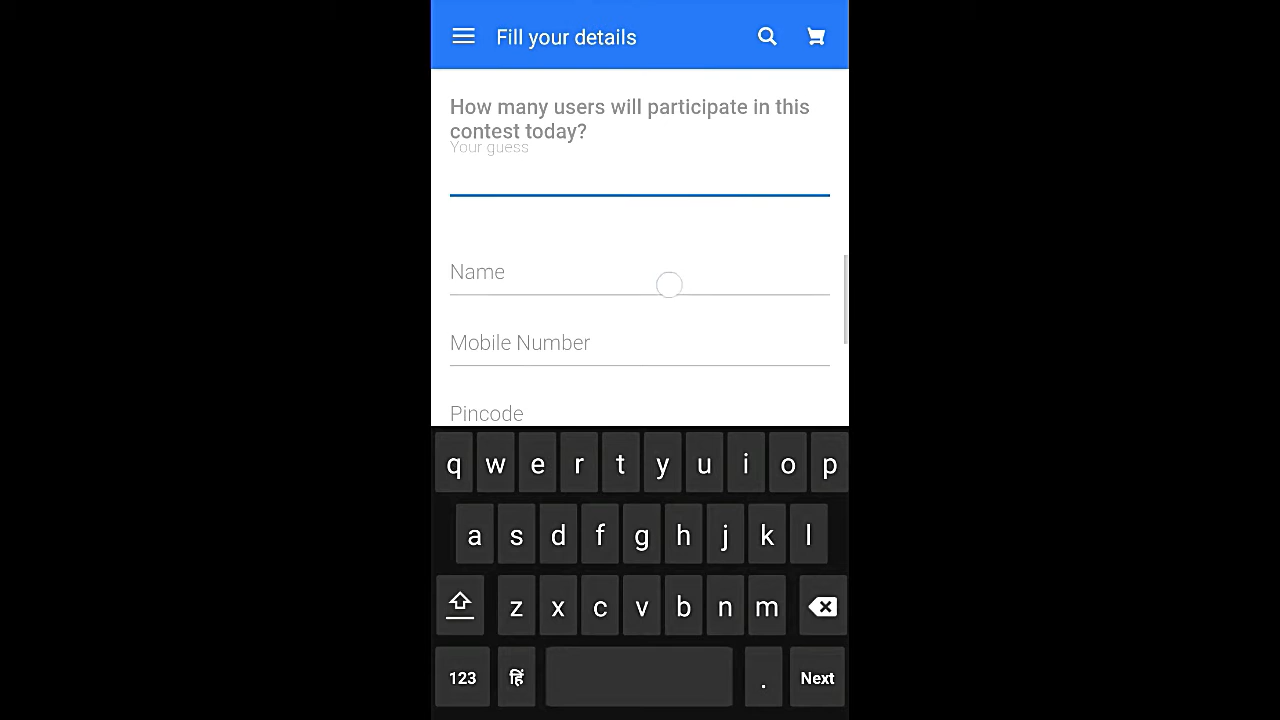 Fill your details
How many users will participate in this
contest today?
Your guess
Name
Mobile Number
Pincode
q w e r t y u i o p
a s d f g h j k l
z x c v b n m
123 हिं . Next